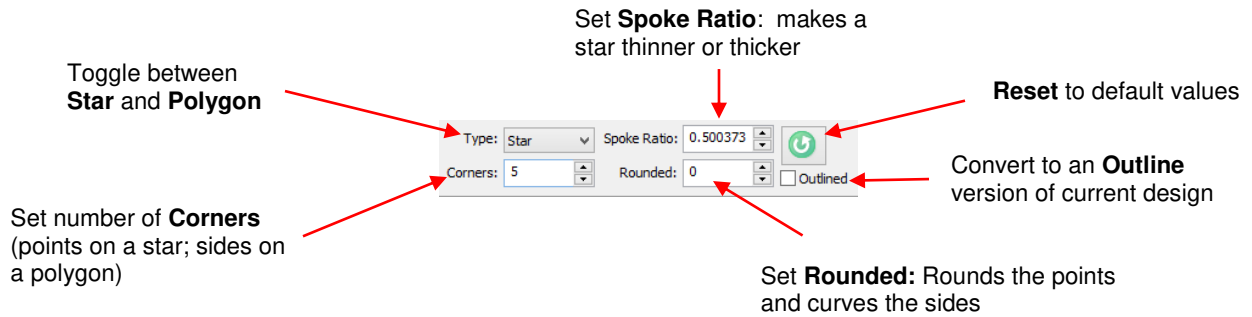 Set Spoke Ratio: makes a
star thinner or thicker
Toggle between
Star and Polygon
Reset to default values
Type: Star Spoke Ratio: 0.500373
Corners: 5 Rounded: 0 Outlined
Convert to an Outline
version of current design
Set number of Corners
(points on a star; sides on
a polygon)
Set Rounded: Rounds the points
and curves the sides